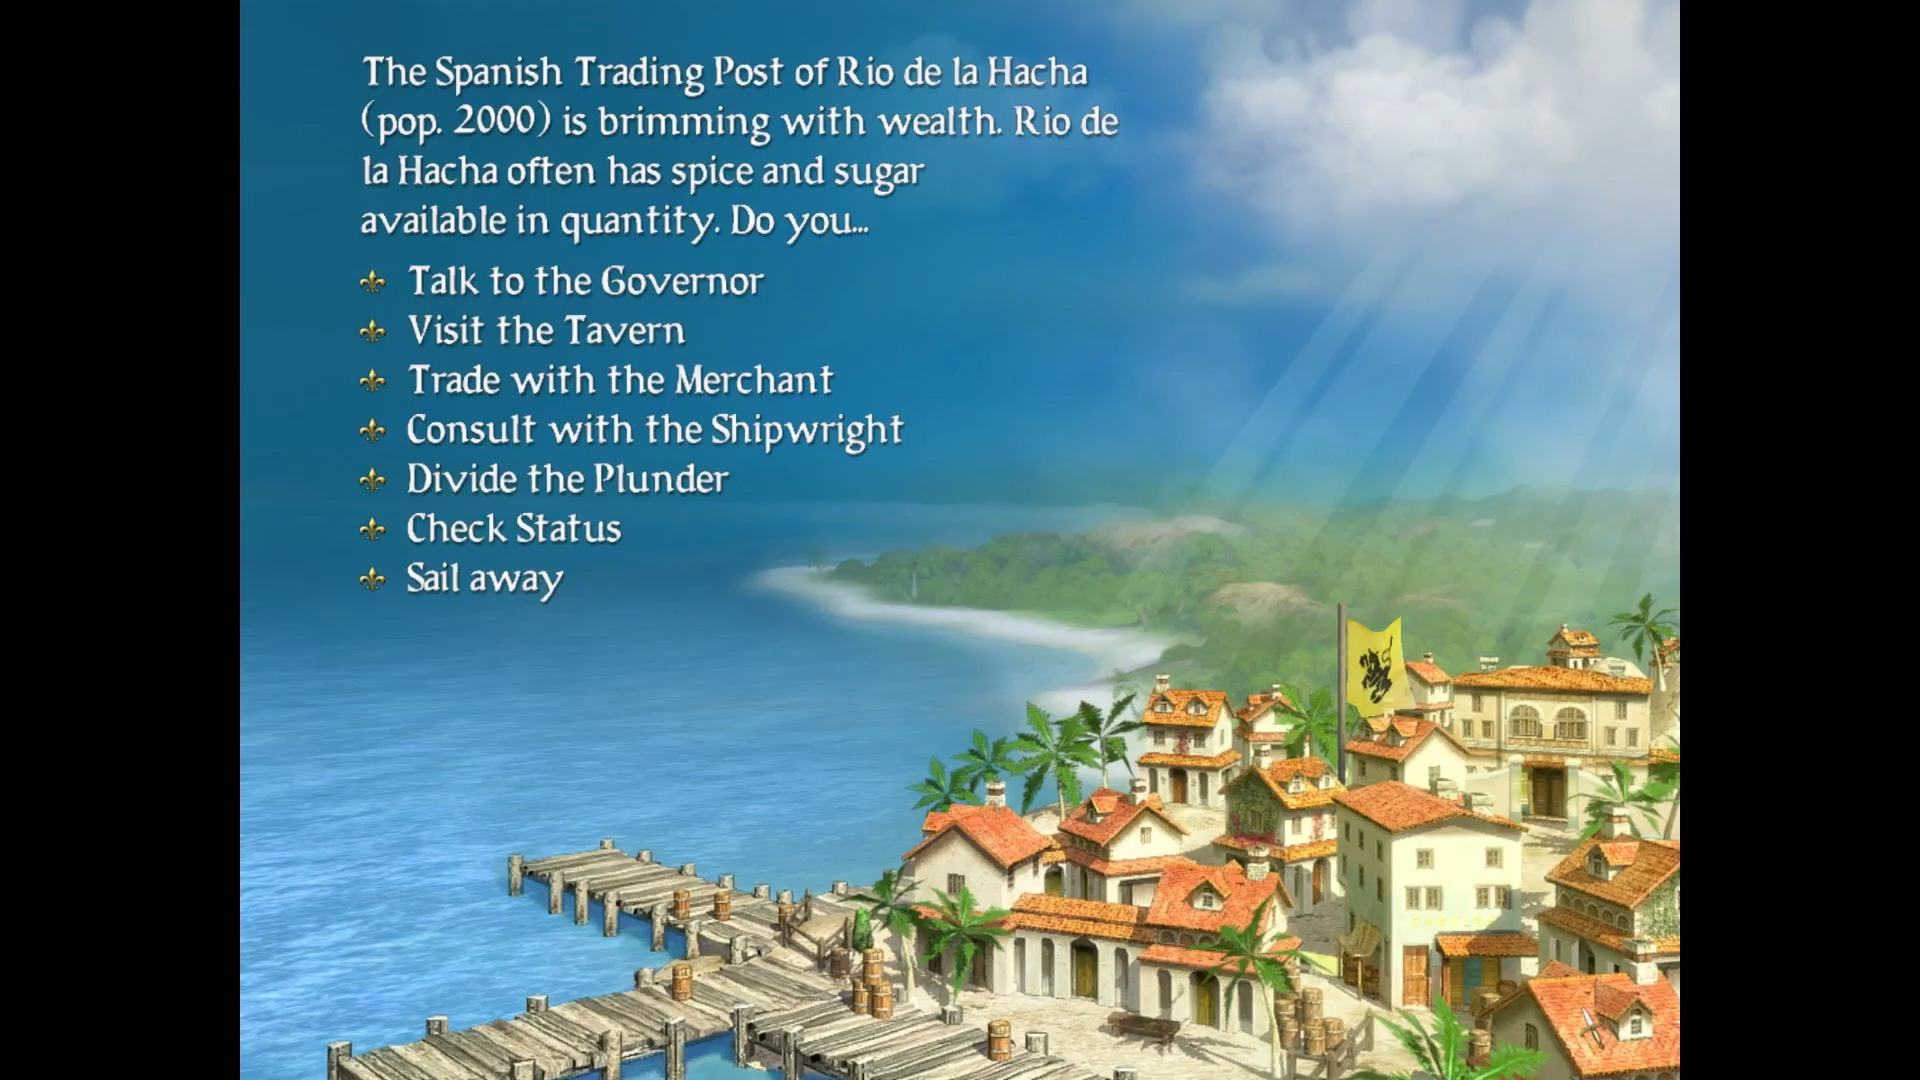 The Spanish Trading Post of Rio de la Hacha
(pop. 2000) is brimming with wealth. Rio de
la Hacha often has spice and sugar
available in quantity. Do you...
Talk to the Governor
Visit the Tavern
Trade with the Merchant
Consult with the Shipwright
Divide the Plunder
Check Status
Sail away